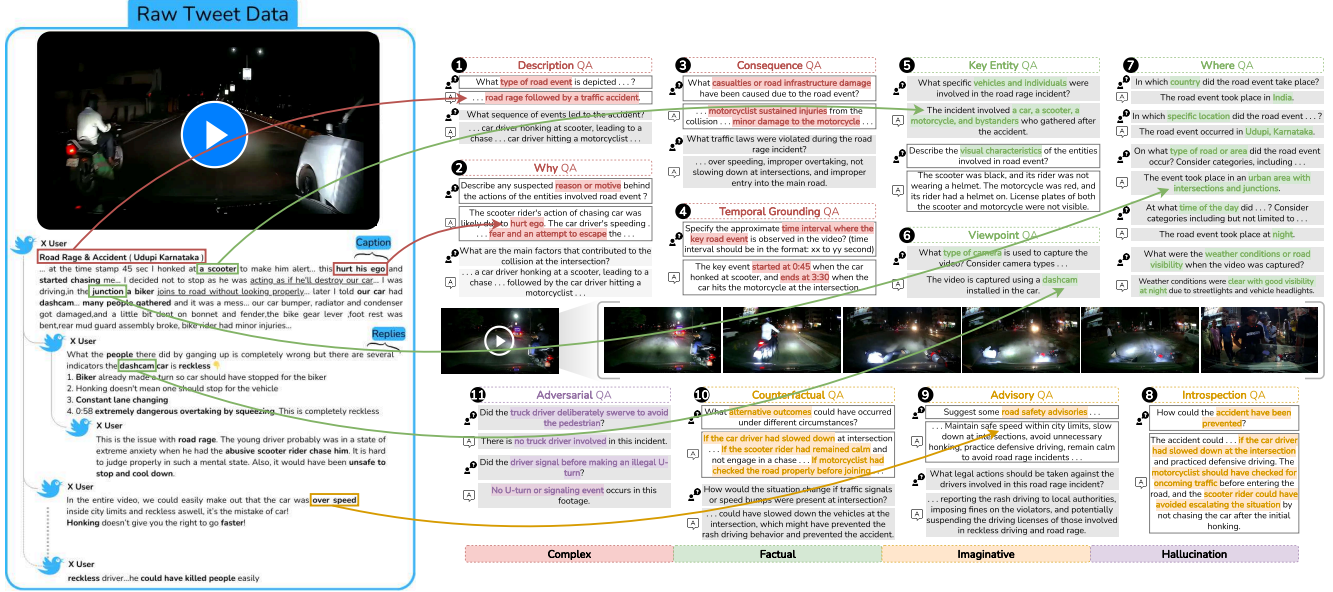 Raw Tweet Data
X User
Caption
Road Rage & Accident ( Udupi Karnataka )
... at the time stamp 45 sec I honked at a scooter to make him alert... this hurt his ego and
started chasing me... I decided not to stop as he was acting as if he'll destroy our car... I was
driving,in the junction a biker joins to road without looking properly... later I told our car had
dashcam.. many people gathered and it was a mess... our car bumper, radiator and condenser
got damaged,and a little bit dent on bonnet and fender,the bike gear lever ,foot rest was
bent,rear mud guard assembly broke, bike rider had minor injuries...
Replies
X User
What the people there did by ganging up is completely wrong but there are several
indicators the dashcam car is reckless 👇
1. Biker already made a turn so car should have stopped for the biker
2. Honking doesn't mean one should stop for the vehicle
3. Constant lane changing
4. 0:58 extremely dangerous overtaking by squeezing. This is completely reckless
X User
This is the issue with road rage. The young driver probably was in a state of
extreme anxiety when he had the abusive scooter rider chase him. It is hard
to judge properly in such a mental state. Also, it would have been unsafe to
stop and cool down.
X User
In the entire video, we could easily make out that the car was over speed
inside city limits and reckless aswell, it's the mistake of car!
Honking doesn't give you the right to go faster!
X User
reckless driver...he could have killed people easily
1 Description QA
What type of road event is depicted . . . ?
. . . road rage followed by a traffic accident.
What sequence of events led to the accident?
. . . car driver honking at scooter, leading to a
chase . . . car driver hitting a motorcyclist . . .
2 Why QA
Describe any suspected reason or motive behind
the actions of the entities involved road event ?
The scooter rider's action of chasing car was
likely due to hurt ego. The car driver's speeding .
. . . fear and an attempt to escape the . . .
What are the main factors that contributed to the
collision at the intersection?
. . . a car driver honking at a scooter, leading to a
chase . . . followed by the car driver hitting a
motorcyclist . . .
3 Consequence QA
What casualties or road infrastructure damage
have been caused due to the road event?
. . . motorcyclist sustained injuries from the
collision . . . minor damage to the motorcycle . . .
What traffic laws were violated during the road
rage incident?
. . . over speeding, improper overtaking, not
slowing down at intersections, and improper
entry into the main road.
4 Temporal Grounding QA
Specify the approximate time interval where the
key road event is observed in the video? (time
interval should be in the format: xx to yy second)
The key event started at 0:45 when the car
honked at scooter, and ends at 3:30 when the
car hits the motorcycle at the intersection.
5 Key Entity QA
What specific vehicles and individuals were
involved in the road rage incident?
The incident involved a car, a scooter, a
motorcycle, and bystanders who gathered after
the accident.
Describe the visual characteristics of the entities
involved in road event?
The scooter was black, and its rider was not
wearing a helmet. The motorcycle was red, and
its rider had a helmet on. License plates of both
the scooter and motorcycle were not visible.
6 Viewpoint QA
What type of camera is used to capture the
video? Consider camera types . . .
The video is captured using a dashcam
installed in the car.
7 Where QA
In which country did the road event take place?
The road event took place in India.
In which specific location did the road event . . . ?
The road event occurred in Udupi, Karnataka.
On what type of road or area did the road event
occur? Consider categories, including . . .
The event took place in an urban area with
intersections and junctions.
At what time of the day did . . . ? Consider
categories including but not limited to . . .
The road event took place at night.
What were the weather conditions or road
visibility when the video was captured?
Weather conditions were clear with good visibility
at night due to streetlights and vehicle headlights.
11 Adversarial QA
Did the truck driver deliberately swerve to avoid
the pedestrian?
There is no truck driver involved in this incident.
Did the driver signal before making an illegal U-
turn?
No U-turn or signaling event occurs in this
footage.
10 Counterfactual QA
What alternative outcomes could have occurred
under different circumstances?
If the car driver had slowed down at intersection
. . . If the scooter rider had remained calm and
not engage in a chase . . . If motorcyclist had
checked the road properly before joining. . .
How would the situation change if traffic signals
or speed bumps were present at intersection?
. . . could have slowed down the vehicles at the
intersection, which might have prevented the
rash driving behavior and prevented the accident.
9 Advisory QA
Suggest some road safety advisories . . .
. . . Maintain safe speed within city limits, slow
down at intersections, avoid unnecessary
honking, practice defensive driving, remain calm
to avoid road rage incidents . . .
What legal actions should be taken against the
drivers involved in this road rage incident?
. . . reporting the rash driving to local authorities,
imposing fines on the violators, and potentially
suspending the driving licenses of those involved
in reckless driving and road rage.
8 Introspection QA
How could the accident have been
prevented?
The accident could . . . if the car driver
had slowed down at the intersection
and practiced defensive driving. The
motorcyclist should have checked for
oncoming traffic before entering the
road, and the scooter rider could have
avoided escalating the situation by
not chasing the car after the initial
honking.
Complex
Factual
Imaginative
Hallucination